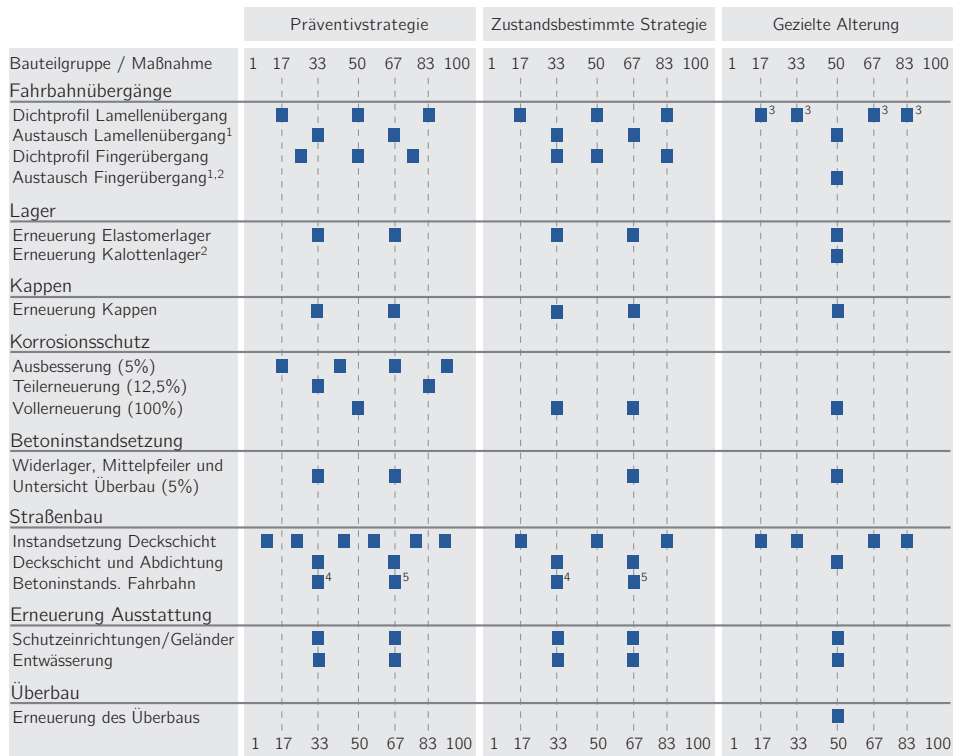 Präventivstrategie Zustandsbestimmte Strategie Gezielte Alterung
Bauteilgruppe / Maßnahme 1 17 33 50 67 83 100 1 17 33 50 67 83 100 1 17 33 50 67 83 100
Fahrbahnübergänge
Dichtprofil Lamellenübergang 3 3 3 3
Austausch Lamellenübergang1
Dichtprofil Fingerübergang
Austausch Fingerübergang1,2
Lager
Erneuerung Elastomerlager
Erneuerung Kalottenlager2
Kappen
Erneuerung Kappen
Korrosionsschutz
Ausbesserung (5%)
Teilerneuerung (12,5%)
Vollerneuerung (100%)
Betoninstandsetzung
Widerlager, Mittelpfeiler und
Untersicht Überbau (5%)
Straßenbau
Instandsetzung Deckschicht
Deckschicht und Abdichtung
Betoninstands. Fahrbahn 4 5 4 5
Erneuerung Ausstattung
Schutzeinrichtungen/Geländer
Entwässerung
Überbau
Erneuerung des Überbaus
1 17 33 50 67 83 100 1 17 33 50 67 83 100 1 17 33 50 67 83 100